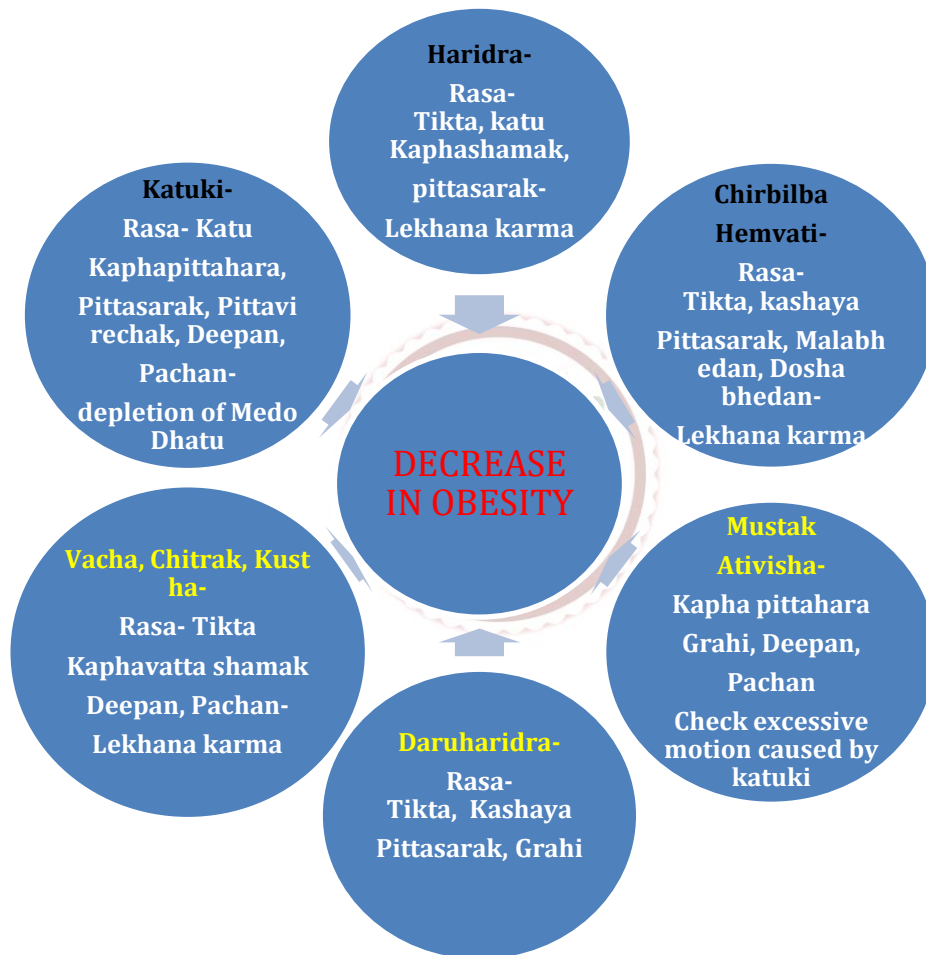 Haridra-
Rasa-
Tikta, katu
Kaphashamak,
pittasarak-
Lekhana karma
Katuki-
Rasa- Katu
Kaphapittahara,
Pittasarak, Pittavi
rechak, Deepan,
Pachan-
depletion of Medo
Dhatu
Chirbilba
Hemvati-
Rasa-
Tikta, kashaya
Pittasarak, Malabh
edan, Dosha
bhedan-
Lekhana karma
DECREASE
IN OBESITY
Vacha, Chitrak, Kust
ha-
Rasa- Tikta
Kaphavatta shamak
Deepan, Pachan-
Lekhana karma
Mustak
Ativisha-
Kapha pittahara
Grahi, Deepan,
Pachan
Check excessive
motion caused by
katuki
Daruharidra-
Rasa-
Tikta, Kashaya
Pittasarak, Grahi